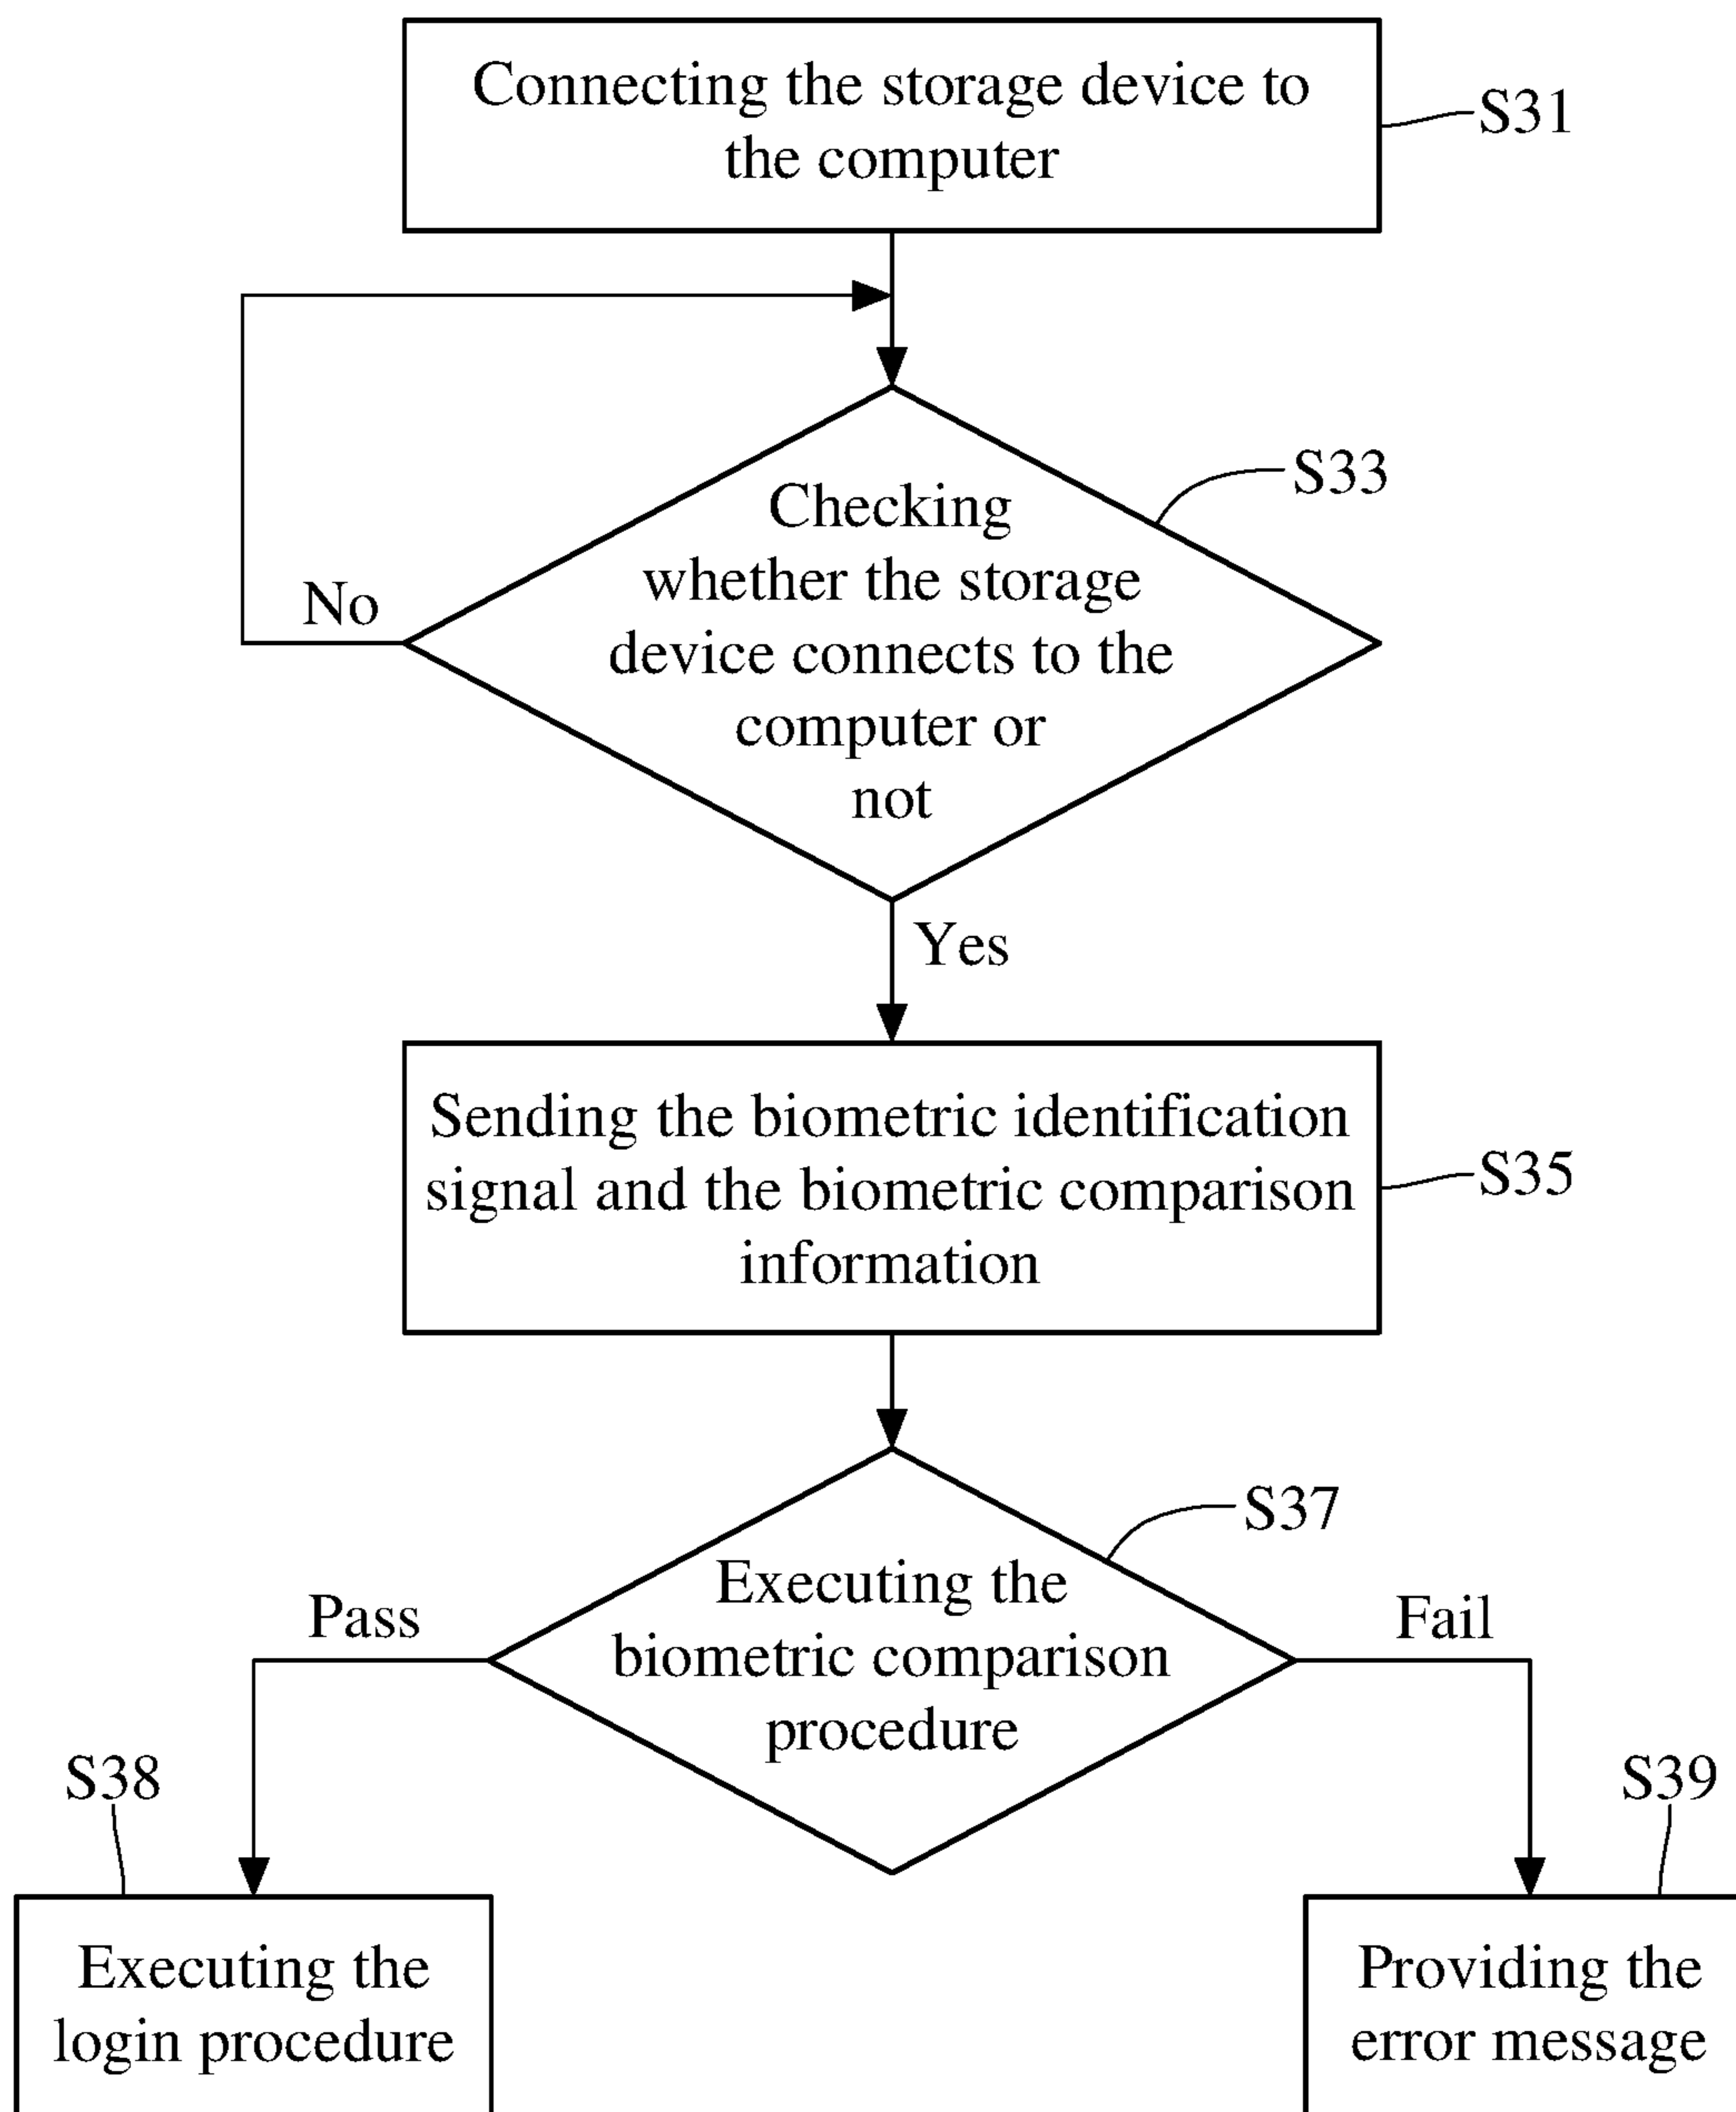 Connecting the storage device to
the computer
S31
S33
Checking
whether the storage
device connects to the
computer or
not
No
Yes
Sending the biometric identification
signal and the biometric comparison
information
S35
S37
Executing the
biometric comparison
procedure
Pass
Fail
S38
S39
Executing the
login procedure
Providing the
error message